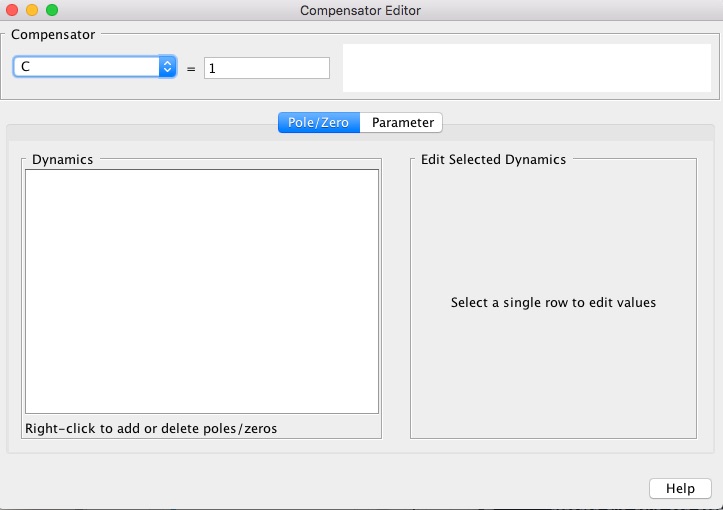 Compensator Editor
Compensator
C = 1
Pole/Zero Parameter
Dynamics
Edit Selected Dynamics
Select a single row to edit values
Right-click to add or delete poles/zeros
Help